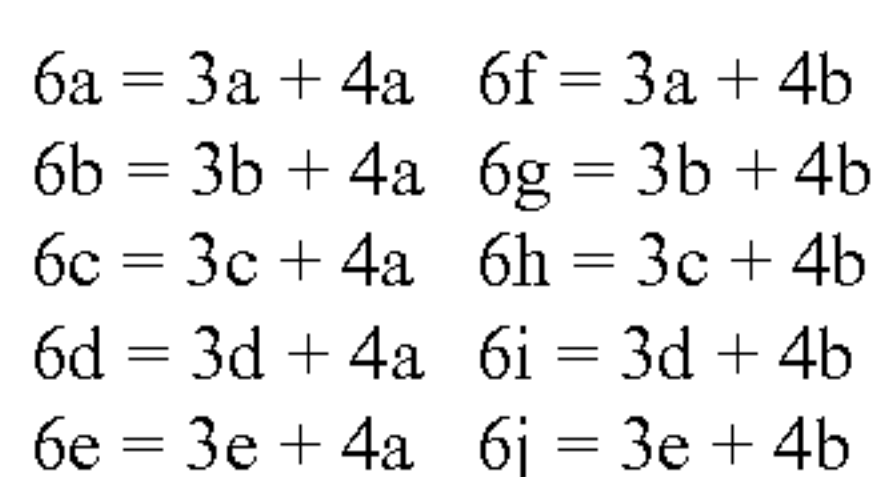 6a = 3a + 4a 6f = 3a + 4b
6b = 3b + 4a 6g = 3b + 4b
6c = 3c + 4a 6h = 3c + 4b
6d = 3d + 4a 6i = 3d + 4b
6e = 3e + 4a 6j = 3e + 4b